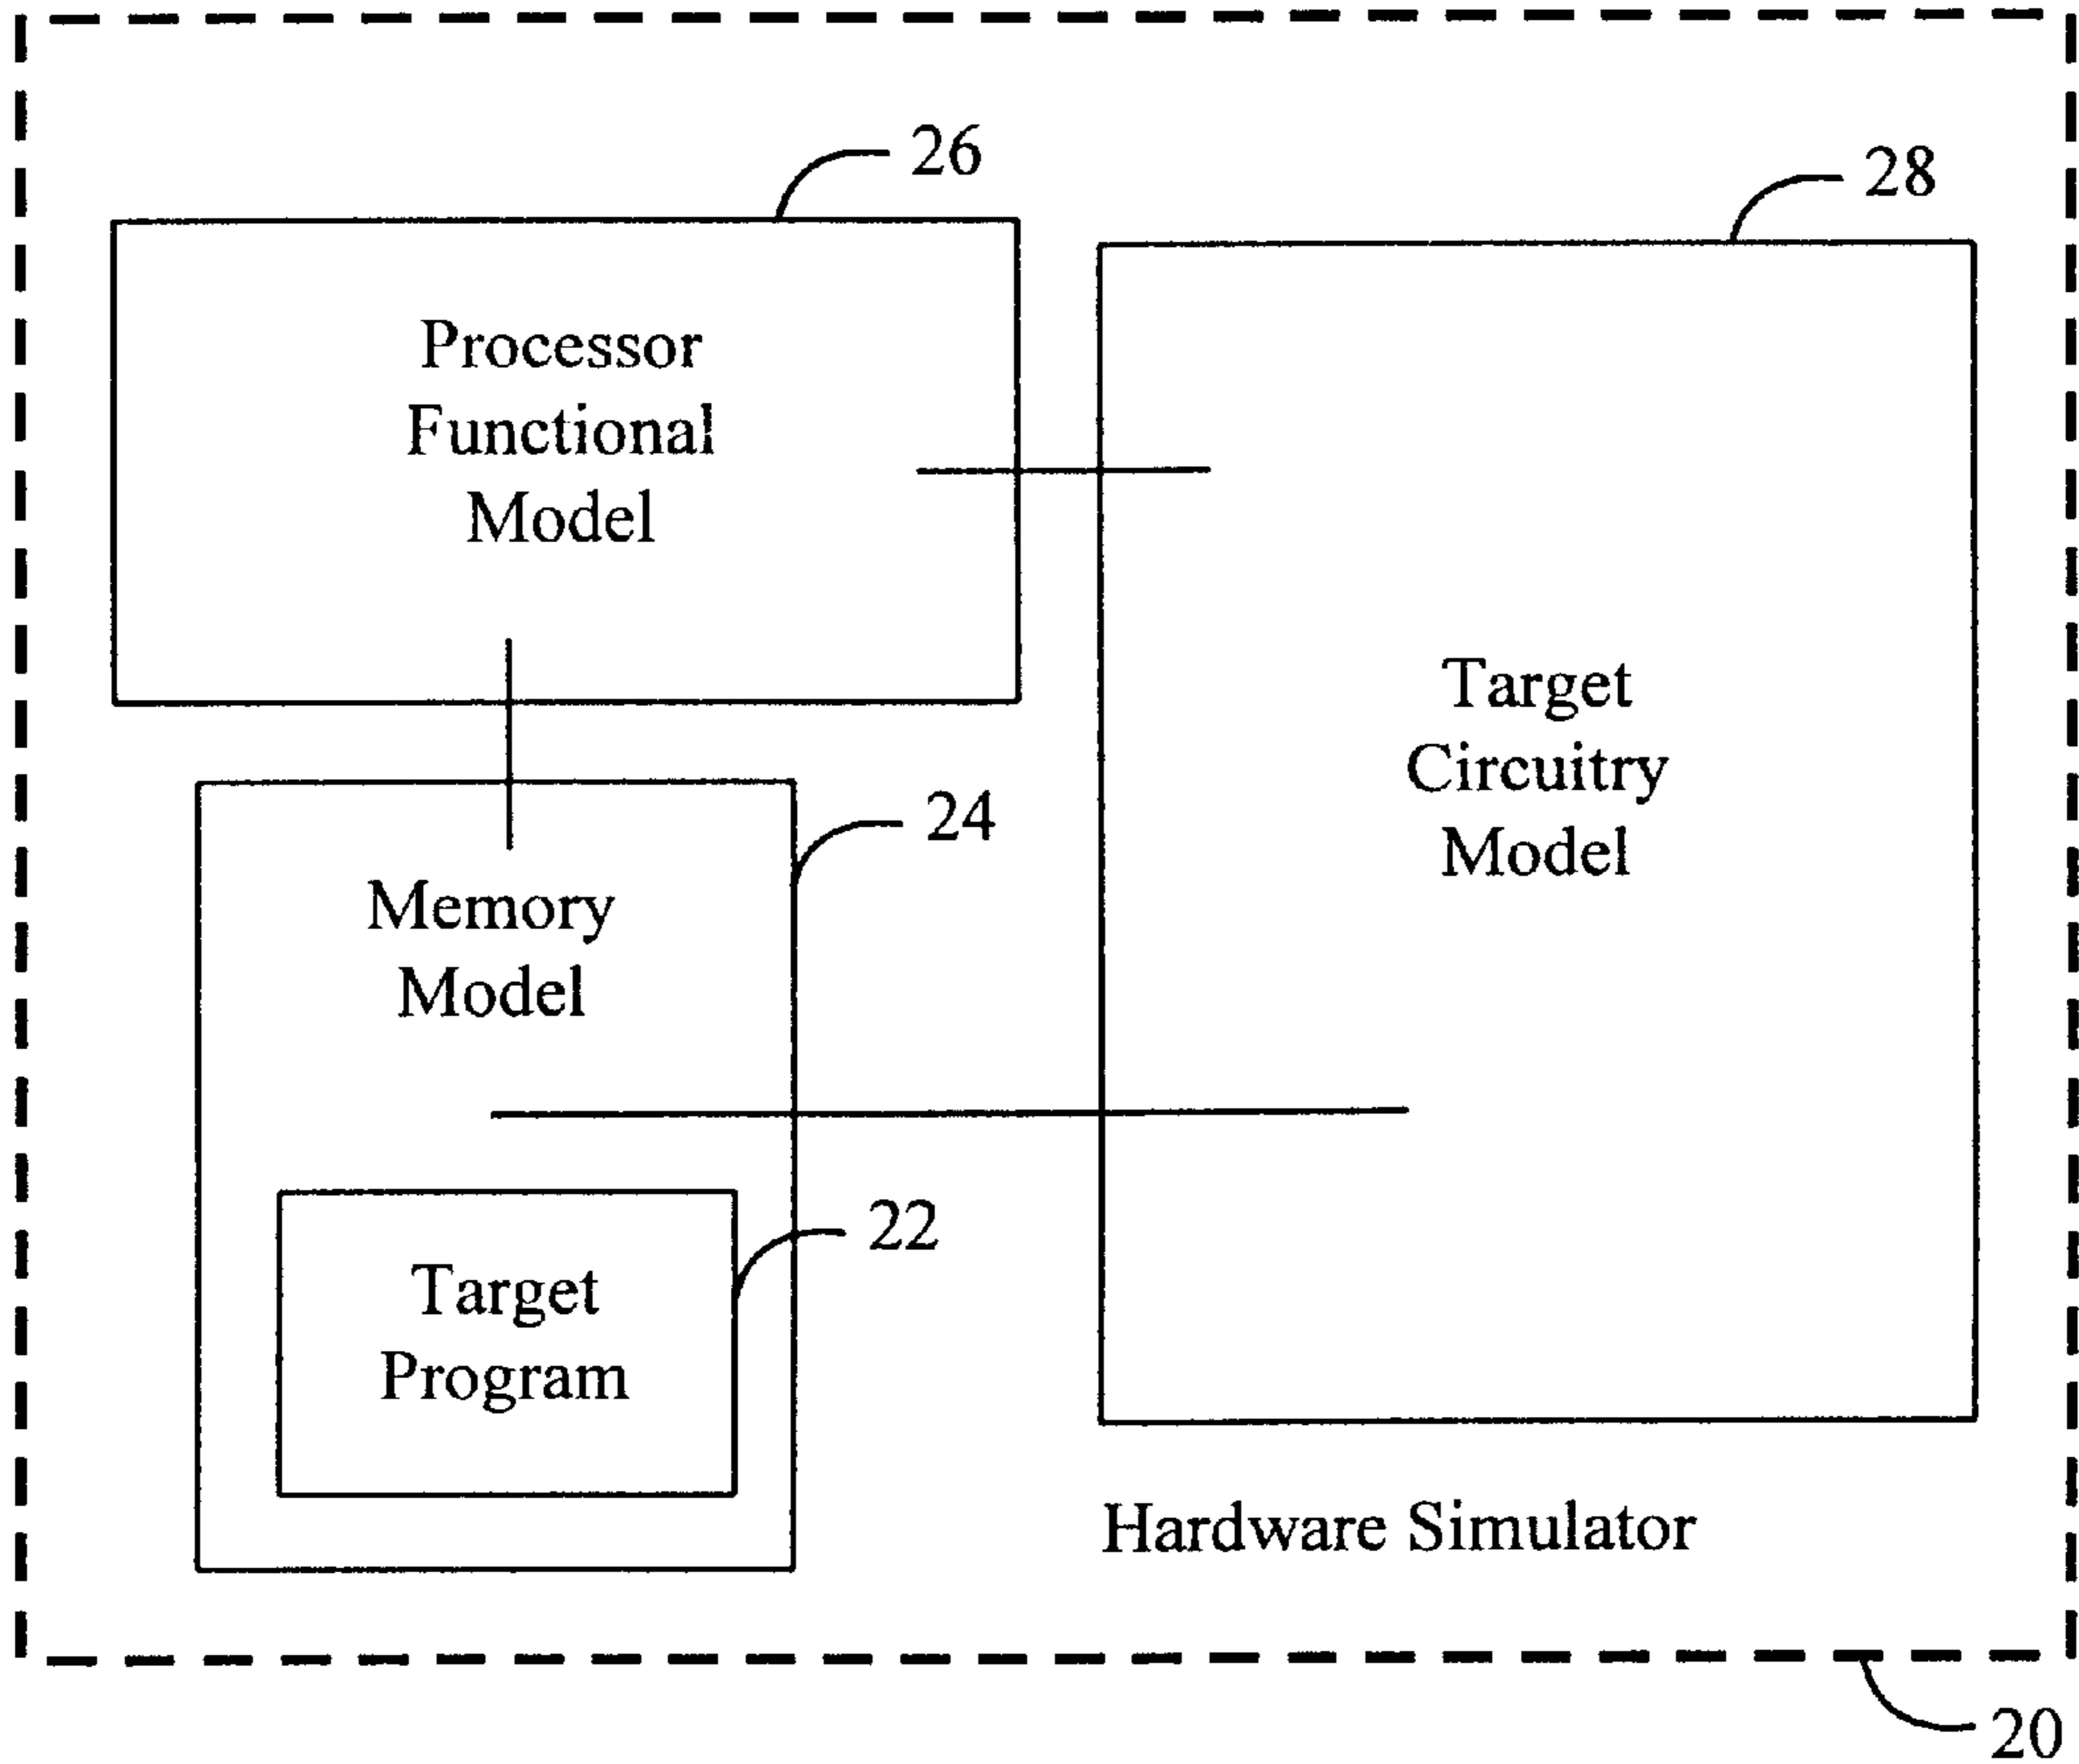 26
28
Processor
Functional
Model
Target
Circuitry
Model
24
Memory
Model
22
Target
Program
Hardware Simulator
20